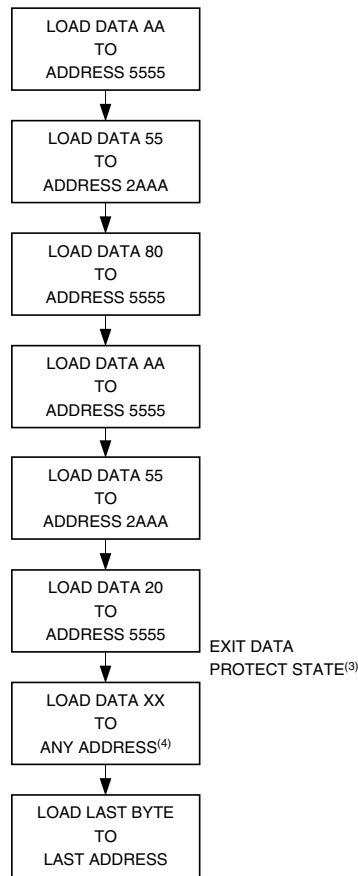 LOAD DATA AA
TO
ADDRESS 5555
LOAD DATA 55
TO
ADDRESS 2AAA
LOAD DATA 80
TO
ADDRESS 5555
LOAD DATA AA
TO
ADDRESS 5555
LOAD DATA 55
TO
ADDRESS 2AAA
LOAD DATA 20
TO
ADDRESS 5555
EXIT DATA
PROTECT STATE(3)
LOAD DATA XX
TO
ANY ADDRESS(4)
LOAD LAST BYTE
TO
LAST ADDRESS